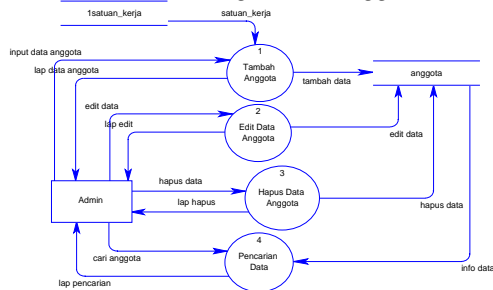 1satuan_kerja
satuan_kerja
input data anggota
1
Tambah
Anggota
lap data anggota
tambah data
anggota
edit data
lap edit
2
Edit Data
Anggota
edit data
3
Hapus Data
Anggota
hapus data
lap hapus
Admin
hapus data
4
Pencarian
Data
cari anggota
info data
lap pencarian